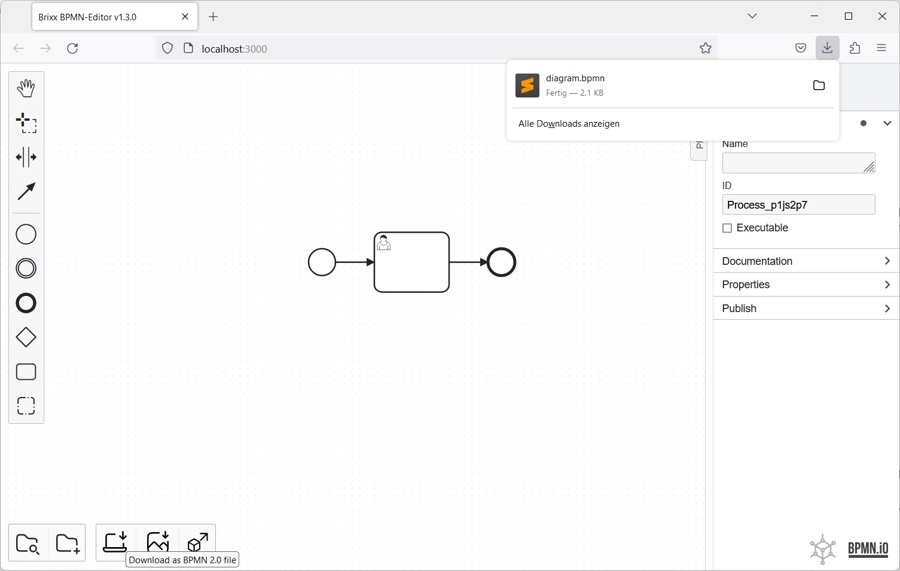 Brixx BPMN-Editor v1.3.0
localhost:3000
diagram.bpmn
Fertig — 2,1 KB
Alle Downloads anzeigen
Name
ID
Process_p1js2p7
Executable
Documentation
Properties
Publish
Download as BPMN 2.0 file
BPMN.iO